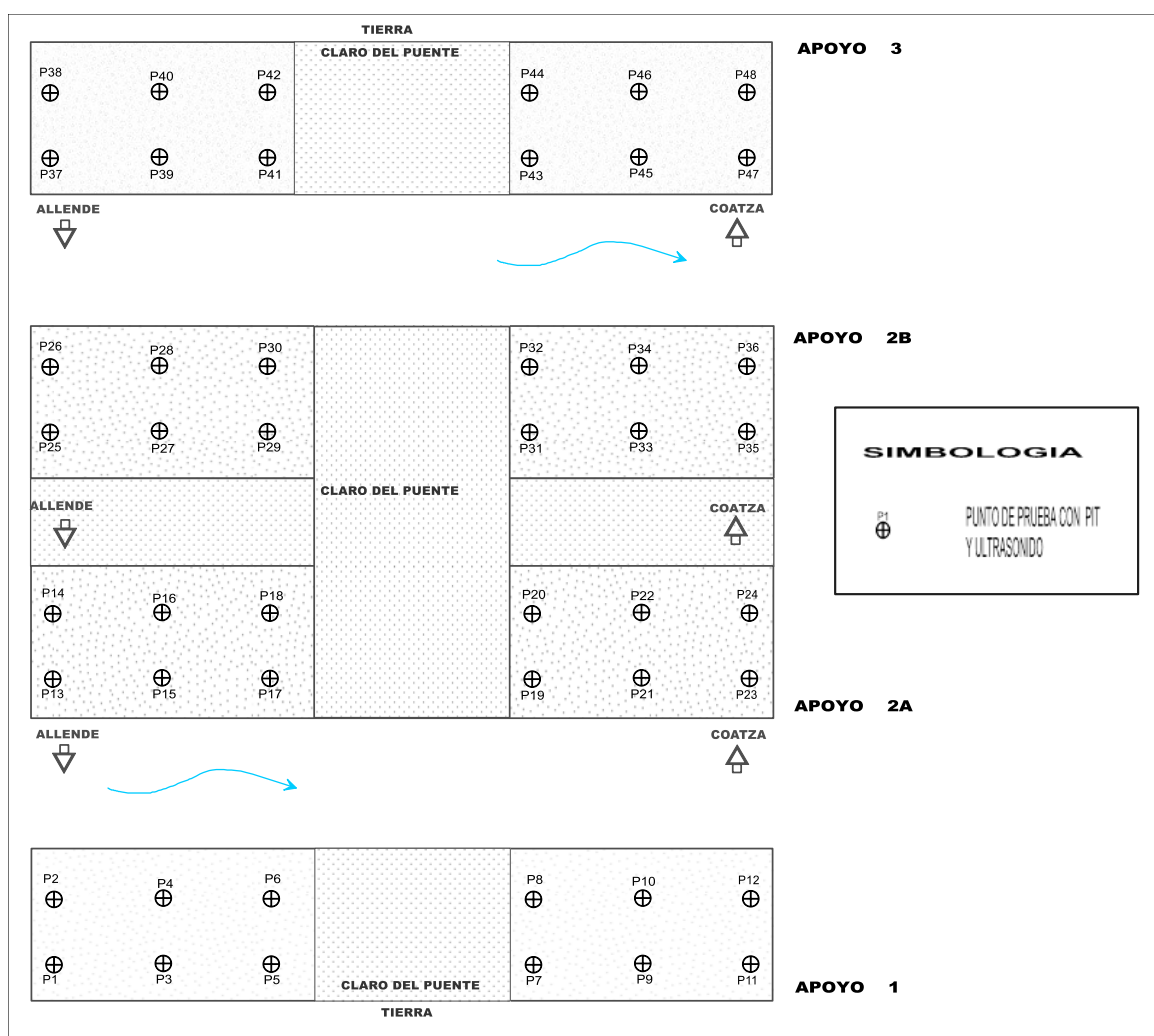 TIERRA
CLARO DEL PUENTE
APOYO 3
P38 P40 P42 P44 P46 P48
P37 P39 P41 P43 P45 P47
ALLENDE COATZA
APOYO 2B
P26 P28 P30 P32 P34 P36
P25 P27 P29 P31 P33 P35
SIMBOLOGIA
P1 PUNTO DE PRUEBA CON PIT
Y ULTRASONIDO
CLARO DEL PUENTE
ALLENDE COATZA
P14 P16 P18 P20 P22 P24
P13 P15 P17 P19 P21 P23
APOYO 2A
ALLENDE COATZA
P2 P4 P6 P8 P10 P12
P1 P3 P5 P7 P9 P11
CLARO DEL PUENTE
APOYO 1
TIERRA